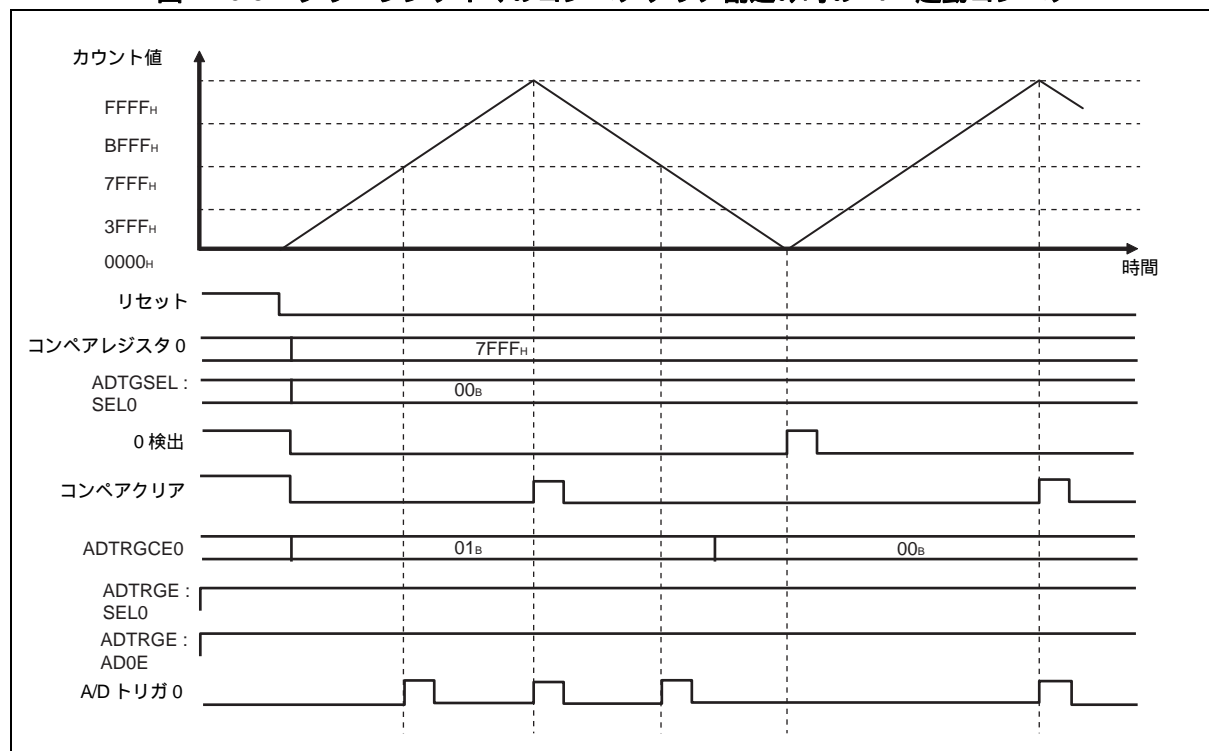 カウント値
FFFFH
BFFFH
7FFFH
3FFFH
0000H
時間
リセット
コンペアレジスタ 0
7FFFH
ADTGSEL :
SEL0
00B
0 検出
コンペアクリア
ADTRGCE0
01B
00B
ADTRGE :
SEL0
ADTRGE :
AD0E
A/D トリガ 0